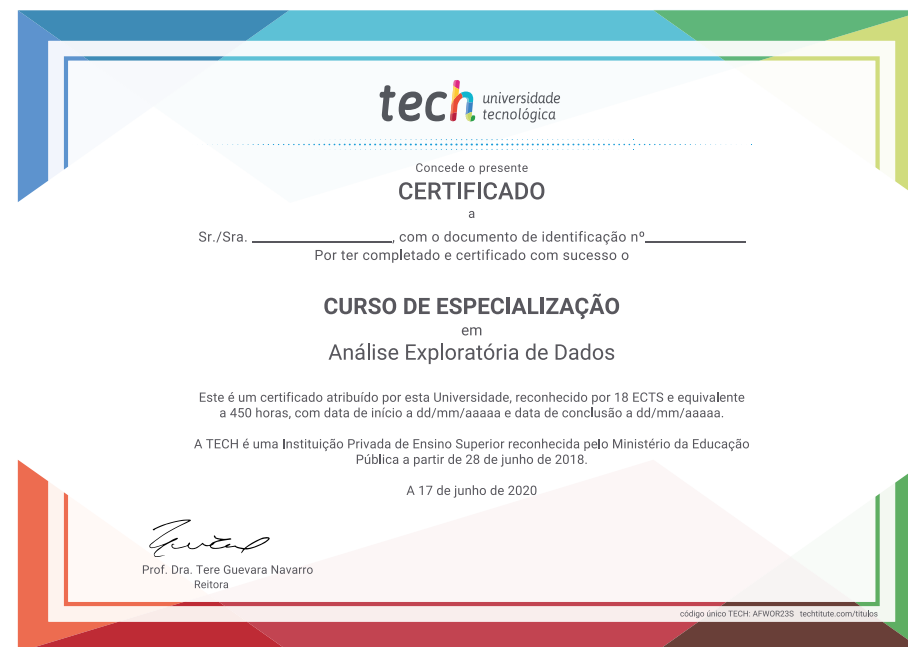 tech universidade
tecnológica
Concede o presente
CERTIFICADO
a
Sr./Sra. ____________________, com o documento de identificação nº______________
Por ter completado e certificado com sucesso o
CURSO DE ESPECIALIZAÇÃO
em
Análise Exploratória de Dados
Este é um certificado atribuído por esta Universidade, reconhecido por 18 ECTS e equivalente
a 450 horas, com data de início a dd/mm/aaaaa e data de conclusão a dd/mm/aaaaa.
A TECH é uma Instituição Privada de Ensino Superior reconhecida pelo Ministério da Educação
Pública a partir de 28 de junho de 2018.
A 17 de junho de 2020
Prof. Dra. Tere Guevara Navarro
Reitora
código único TECH: AFWOR23S techtitute.com/titulos